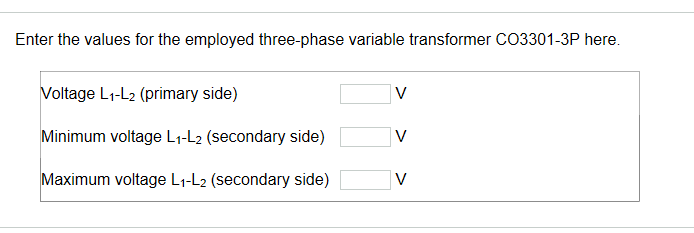 Enter the values for the employed three-phase variable transformer CO3301-3P here.
Voltage L₁-L₂ (primary side) V
Minimum voltage L₁-L₂ (secondary side) V
Maximum voltage L₁-L₂ (secondary side) V